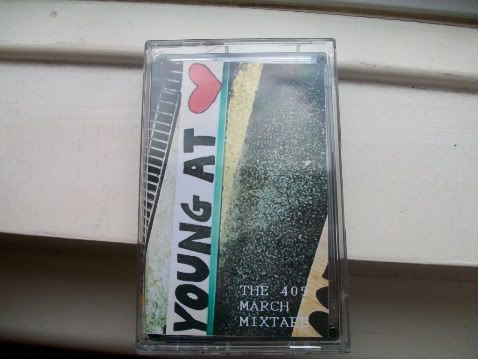 YOUNG AT
THE 405
MARCH
MIXTAPE